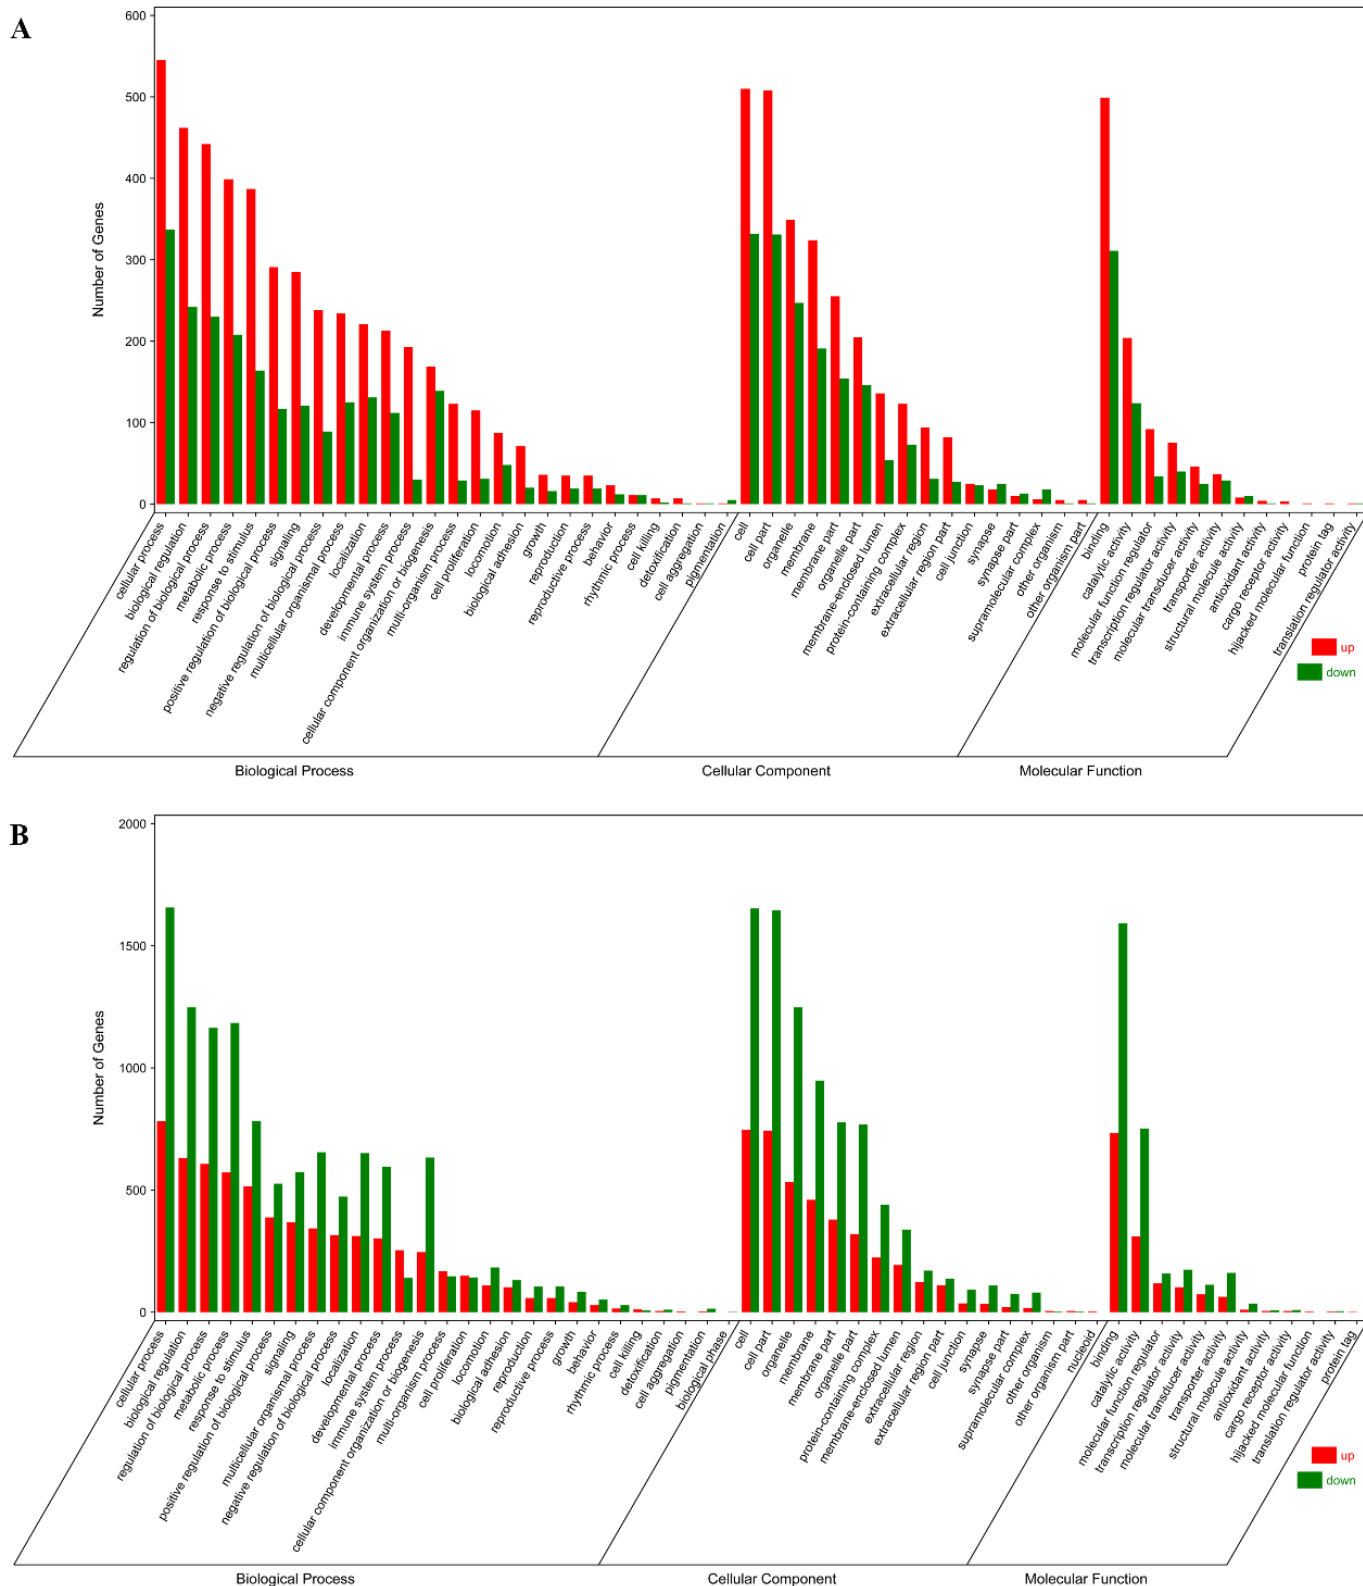 A
600
500
400
300
200
100
0
Number of Genes
cellular process
biological regulation
regulation of biological process
metabolic process
response to stimulus
positive regulation of biological process
signaling
negative regulation of biological process
multicellular organismal process
localization
developmental process
immune system process
cellular component organization or biogenesis
multi-organism process
cell proliferation
locomotion
biological adhesion
growth
reproduction
reproductive process
behavior
rhythmic process
cell killing
detoxification
cell aggregation
pigmentation
cell
cell part
organelle
membrane
membrane part
organelle part
membrane-enclosed lumen
protein-containing complex
extracellular region
extracellular region part
cell junction
synapse
synapse part
supramolecular complex
other organism
other organism part
binding
catalytic activity
molecular function regulator
transcription regulator activity
molecular transducer activity
transporter activity
structural molecule activity
antioxidant activity
cargo receptor activity
hijacked molecular function
protein tag
translation regulator activity
up
down
Biological Process
Cellular Component
Molecular Function
B
2000
1500
1000
500
0
Number of Genes
cellular process
biological regulation
regulation of biological process
metabolic process
response to stimulus
positive regulation of biological process
signaling
multicellular organismal process
negative regulation of biological process
localization
developmental process
immune system process
cellular component organization or biogenesis
multi-organism process
cell proliferation
locomotion
biological adhesion
reproduction
reproductive process
growth
behavior
rhythmic process
cell killing
detoxification
cell aggregation
pigmentation
biological phase
cell
cell part
organelle
membrane
membrane part
organelle part
protein-containing complex
membrane-enclosed lumen
extracellular region
extracellular region part
cell junction
synapse
synapse part
supramolecular complex
other organism
other organism part
nucleoid
binding
catalytic activity
molecular function regulator
transcription regulator activity
molecular transducer activity
transporter activity
structural molecule activity
antioxidant activity
cargo receptor activity
hijacked molecular function
translation regulator activity
protein tag
up
down
Biological Process
Cellular Component
Molecular Function